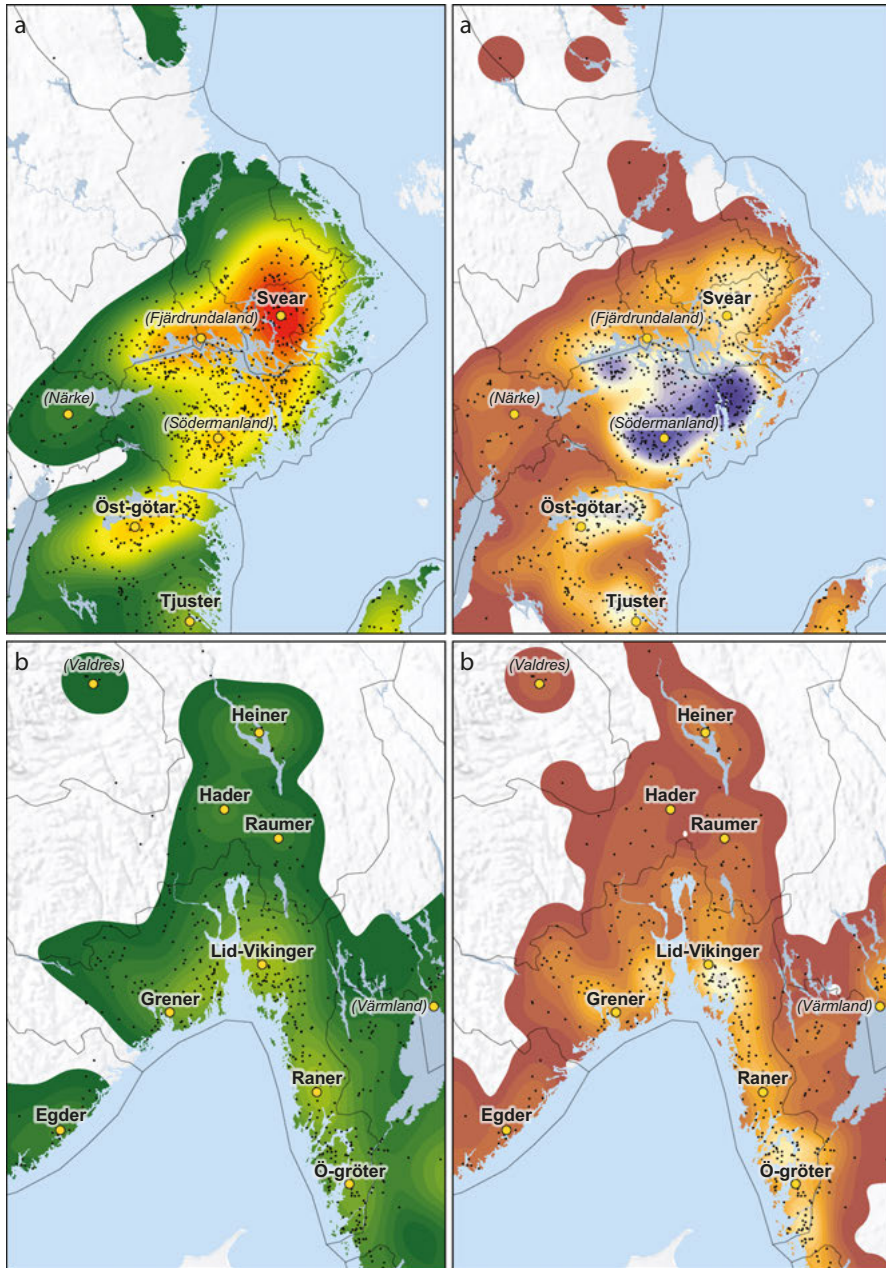 a
Svear
(Fjärdrundaland)
(Närke)
(Södermanland)
Öst-götar
Tjuster
a
Svear
(Fjärdrundaland)
(Närke)
(Södermanland)
Öst-götar
Tjuster
b
(Valdres)
Heiner
Hader
Raumer
Lid-Vikinger
Grener
(Värmland)
Raner
Egder
Ö-gröter
b
(Valdres)
Heiner
Hader
Raumer
Lid-Vikinger
Grener
(Värmland)
Raner
Egder
Ö-gröter